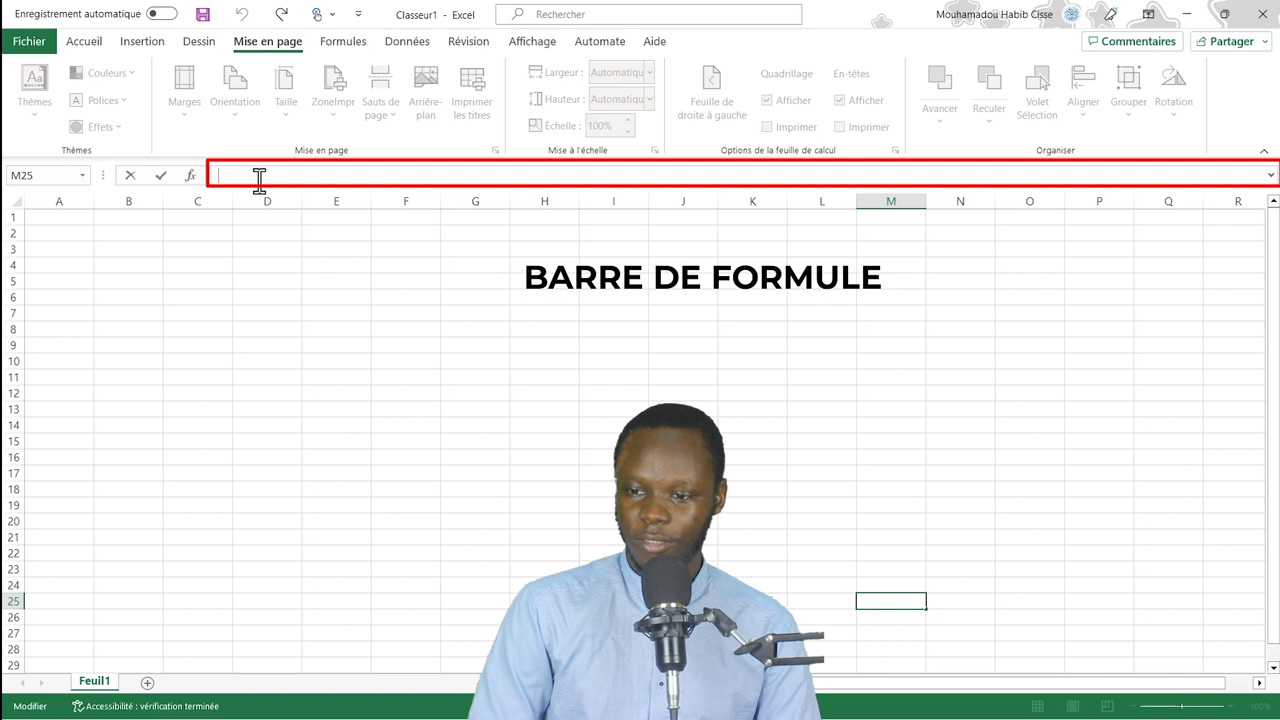 Enregistrement automatique
Classeur1 - Excel
Rechercher
Mouhamadou Habib Cisse
Fichier Accueil Insertion Dessin Mise en page Formules Données Révision Affichage Automate Aide
Commentaires Partager
Thèmes
Couleurs
Polices
Effets
Thèmes
Marges
Orientation
Taille
ZoneImpr
Sauts de page
Arrière-plan
Imprimer les titres
Mise en page
Largeur : Automatiqu
Hauteur : Automatiqu
Échelle : 100%
Mise à l'échelle
Feuille de droite à gauche
Quadrillage
Afficher
Imprimer
En-têtes
Afficher
Imprimer
Options de la feuille de calcul
Avancer
Reculer
Volet Sélection
Aligner
Grouper
Rotation
Organiser
M25
fx
A B C D E F G H I J K L M N O P Q R
1
2
3
4
5
6
7
8
9
10
11
12
13
14
15
16
17
18
19
20
21
22
23
24
25
26
27
28
29
BARRE DE FORMULE
Feuil1
Modifier
Accessibilité : vérification terminée
100%